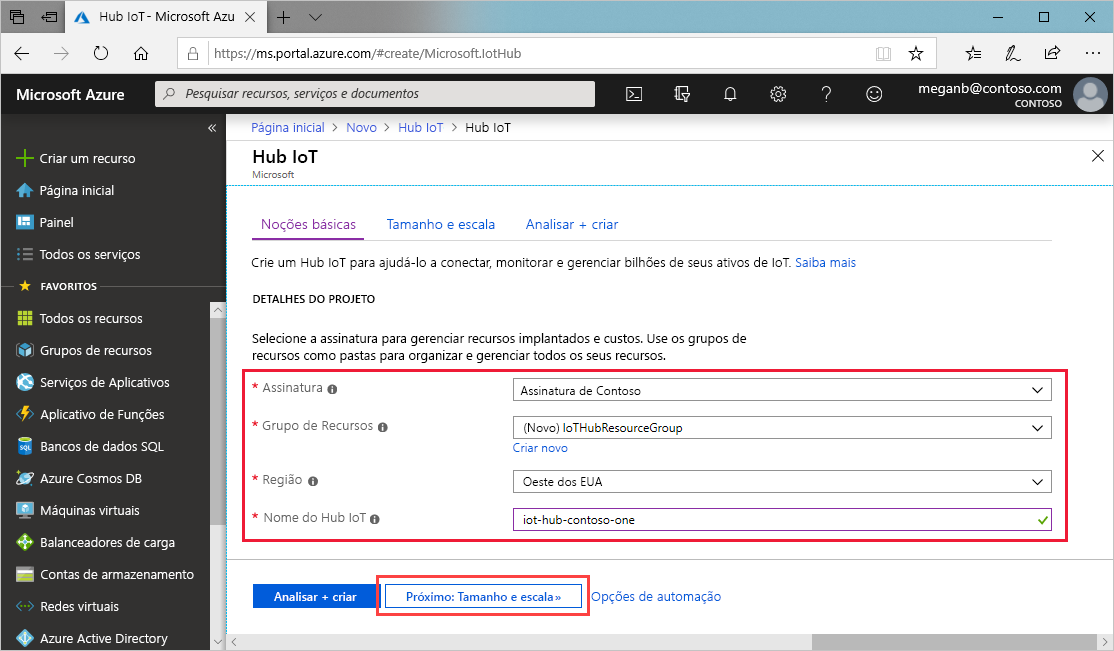 Hub IoT - Microsoft Azu
https://ms.portal.azure.com/#create/Microsoft.IotHub
Microsoft Azure
Pesquisar recursos, serviços e documentos
meganb@contoso.com
CONTOSO
Criar um recurso
Página inicial
Painel
Todos os serviços
FAVORITOS
Todos os recursos
Grupos de recursos
Serviços de Aplicativos
Aplicativo de Funções
Bancos de dados SQL
Azure Cosmos DB
Máquinas virtuais
Balanceadores de carga
Contas de armazenamento
Redes virtuais
Azure Active Directory
Página inicial > Novo > Hub IoT > Hub IoT
Hub IoT
Microsoft
Noções básicas Tamanho e escala Analisar + criar
Crie um Hub IoT para ajudá-lo a conectar, monitorar e gerenciar bilhões de seus ativos de IoT. Saiba mais
DETALHES DO PROJETO
Selecione a assinatura para gerenciar recursos implantados e custos. Use os grupos de
recursos como pastas para organizar e gerenciar todos os seus recursos.
* Assinatura
Assinatura de Contoso
* Grupo de Recursos
(Novo) IoTHubResourceGroup
Criar novo
* Região
Oeste dos EUA
* Nome do Hub IoT
iot-hub-contoso-one
Analisar + criar
Próximo: Tamanho e escala»
Opções de automação